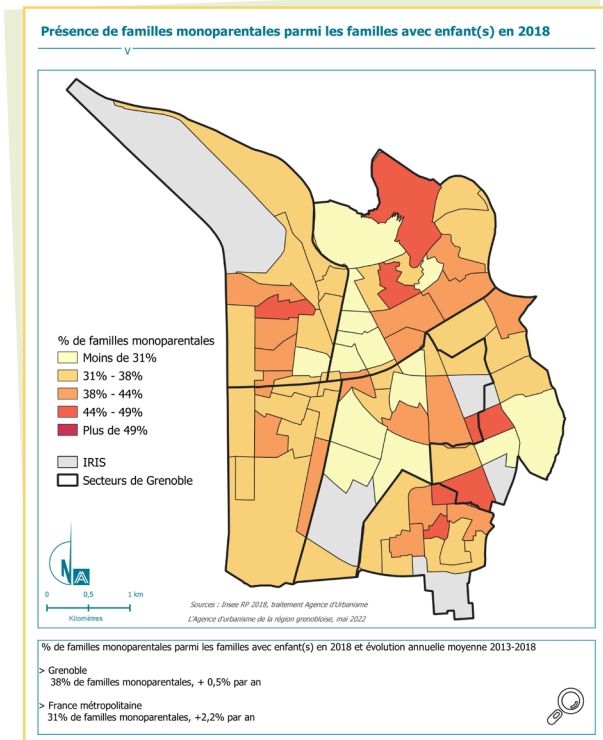 Présence de familles monoparentales parmi les familles avec enfant(s) en 2018
% de familles monoparentales
Moins de 31%
31% - 38%
38% - 44%
44% - 49%
Plus de 49%
IRIS
Secteurs de Grenoble
N
0 0,5 1 km
Kilomètres
Sources : Insee RP 2018, traitement Agence d'Urbanisme
L'Agence d'urbanisme de la région grenobloise, mai 2022
% de familles monoparentales parmi les familles avec enfant(s) en 2018 et évolution annuelle moyenne 2013-2018
> Grenoble
38% de familles monoparentales, + 0,5% par an
> France métropolitaine
31% de familles monoparentales, +2,2% par an